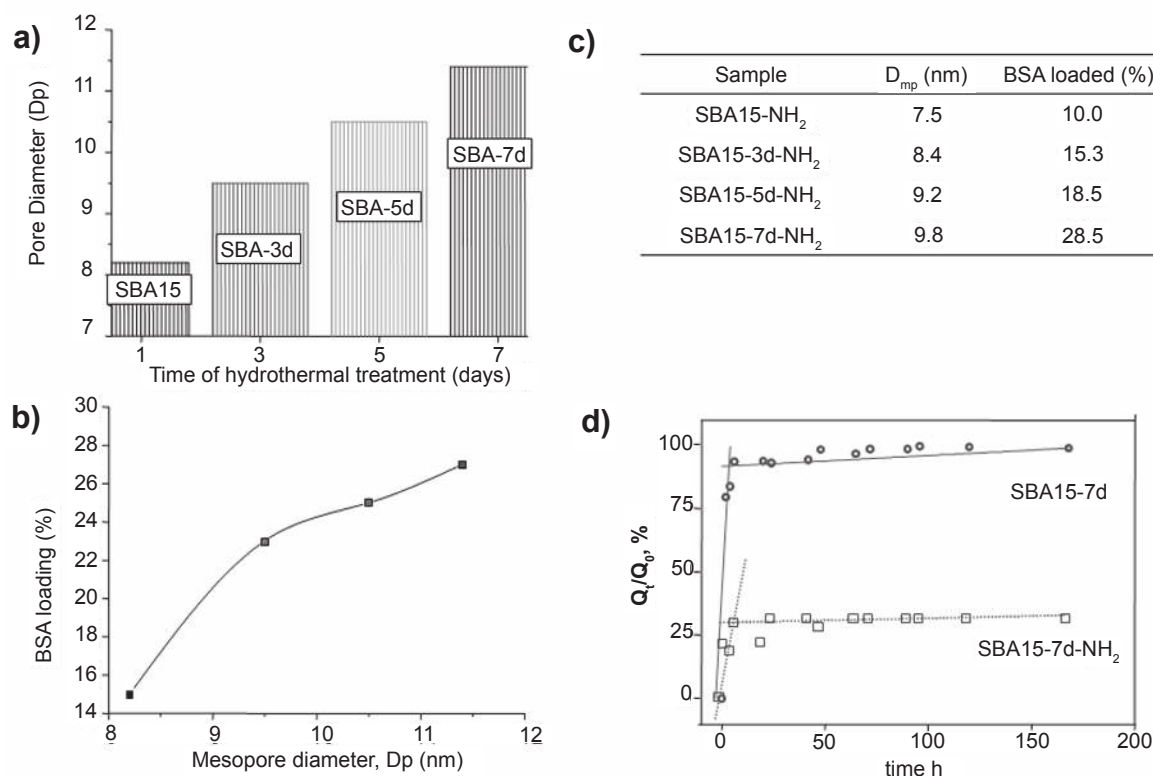 a)
Pore Diameter (Dp)
12
11
10
9
8
7
SBA15
SBA-3d
SBA-5d
SBA-7d
1 3 5 7
Time of hydrothermal treatment (days)
b)
BSA loading (%)
30
28
26
24
22
20
18
16
14
8 9 10 11 12
Mesopore diameter, Dp (nm)
c)
Sample Dmp (nm) BSA loaded (%)
SBA15-NH2 7.5 10.0
SBA15-3d-NH2 8.4 15.3
SBA15-5d-NH2 9.2 18.5
SBA15-7d-NH2 9.8 28.5
d)
Qt/Q0, %
100
75
50
25
0
SBA15-7d
SBA15-7d-NH2
0 50 100 150 200
time h